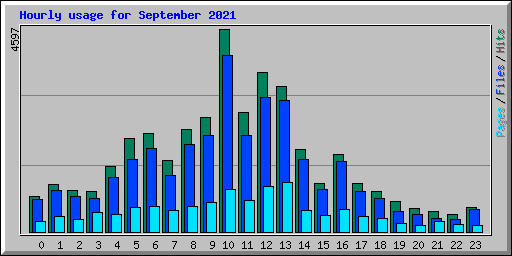 Hourly usage for September 2021
4597
Pages/Files/Hits
0 1 2 3 4 5 6 7 8 9 10 11 12 13 14 15 16 17 18 19 20 21 22 23